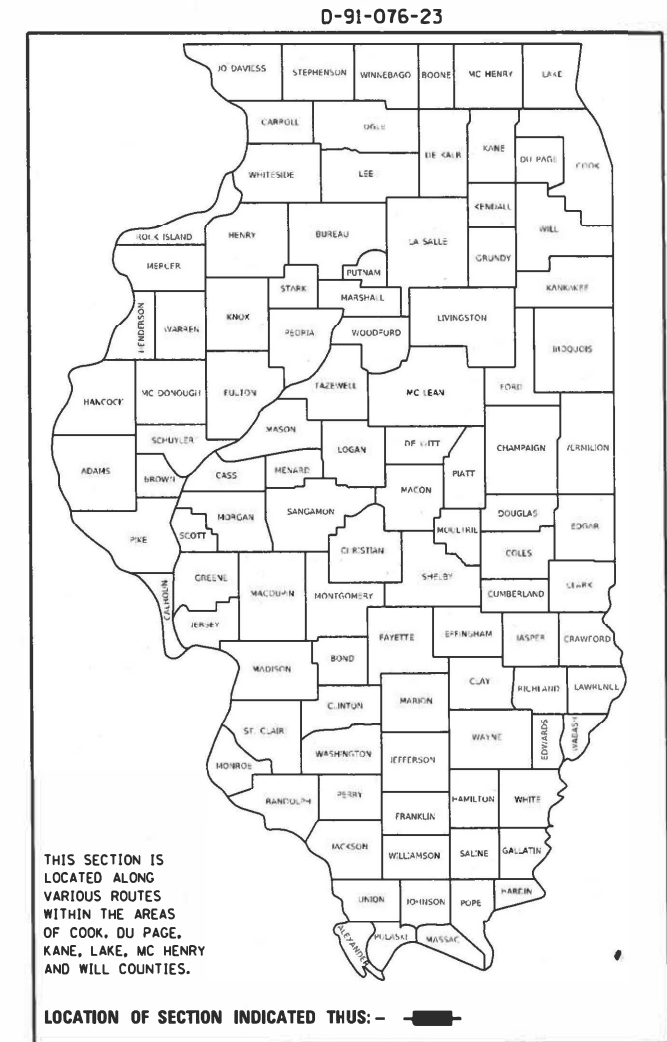 D-91-076-23
JO DAVIESS STEPHENSON WINNEBAGO BOONE MC HENRY LAKE
CARROLL OGLE
DE KALB KANE DU PAGE COOK
WHITESIDE LEE
KENDALL
ROCK ISLAND HENRY BUREAU LA SALLE WILL
MERCER PUTNAM GRUNDY
STARK MARSHALL KANKAKEE
HENDERSON WARREN KNOX PEORIA WOODFORD LIVINGSTON
IROQUOIS
HANCOCK MC DONOUGH FULTON TAZEWELL MC LEAN FORD
MASON
SCHUYLER LOGAN DE WITT CHAMPAIGN VERMILION
ADAMS BROWN CASS MENARD PIATT
MACON
PIKE SCOTT MORGAN SANGAMON DOUGLAS
MOULTRIE EDGAR
CHRISTIAN COLES
CALHOUN GREENE MACOUPIN MONTGOMERY SHELBY CUMBERLAND CLARK
JERSEY FAYETTE EFFINGHAM JASPER CRAWFORD
MADISON BOND
CLAY RICHLAND LAWRENCE
CLINTON MARION
ST. CLAIR WAYNE EDWARDS WABASH
MONROE WASHINGTON JEFFERSON
RANDOLPH PERRY HAMILTON WHITE
FRANKLIN
JACKSON WILLIAMSON SALINE GALLATIN
UNION JOHNSON POPE HARDIN
ALEXANDER PULASKI MASSAC
THIS SECTION IS
LOCATED ALONG
VARIOUS ROUTES
WITHIN THE AREAS
OF COOK, DU PAGE,
KANE, LAKE, MC HENRY
AND WILL COUNTIES.
LOCATION OF SECTION INDICATED THUS: -